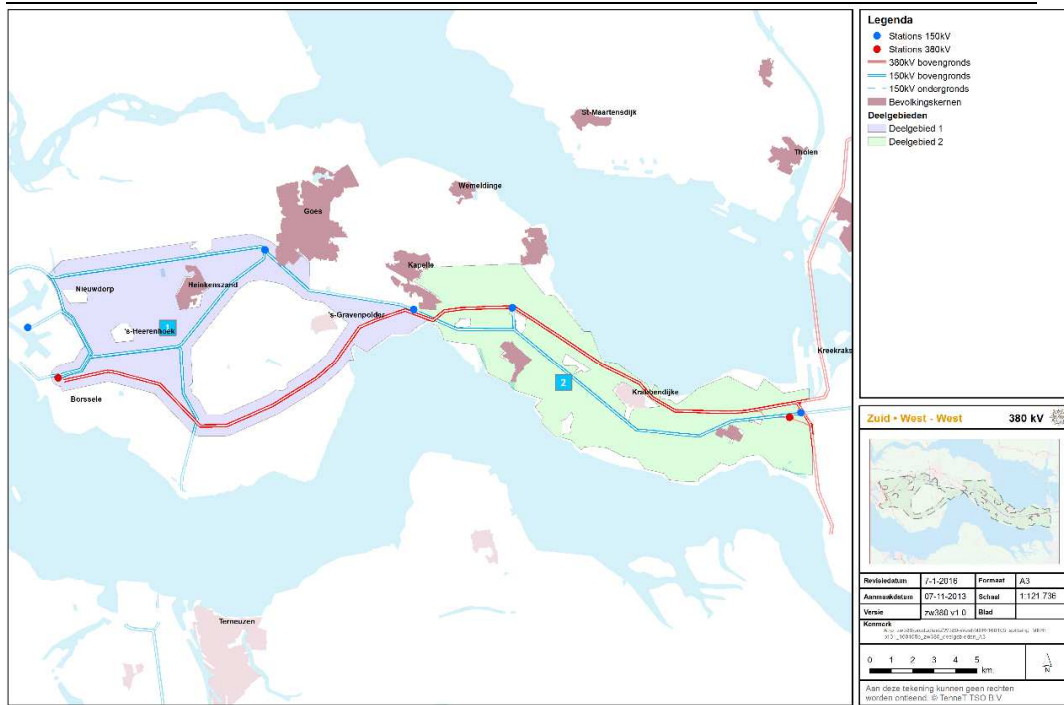 St-Maartensdijk
Tholen
Wemeldinge
Goes
Kapelle
Nieuwdorp
Heinkenszand
's-Gravenpolder
's-Heerenhoek
1
Kreekrak
2
Krabbendijke
Borssele
Terneuzen
Legenda
Stations 150kV
Stations 380kV
380kV bovengronds
150kV bovengronds
150kV ondergronds
Bevolkingskernen
Deelgebieden
Deelgebied 1
Deelgebied 2
Zuid • West - West 380 kV
Revisiedatum 7-1-2016 Formaat A3
Aanmaakdatum 07-11-2013 Schaal 1:121.736
Versie zw380 v1.0 Blad
Kenmerk
0 1 2 3 4 5
km
N
Aan deze tekening kunnen geen rechten
worden ontleend. © TenneT TSO B.V.